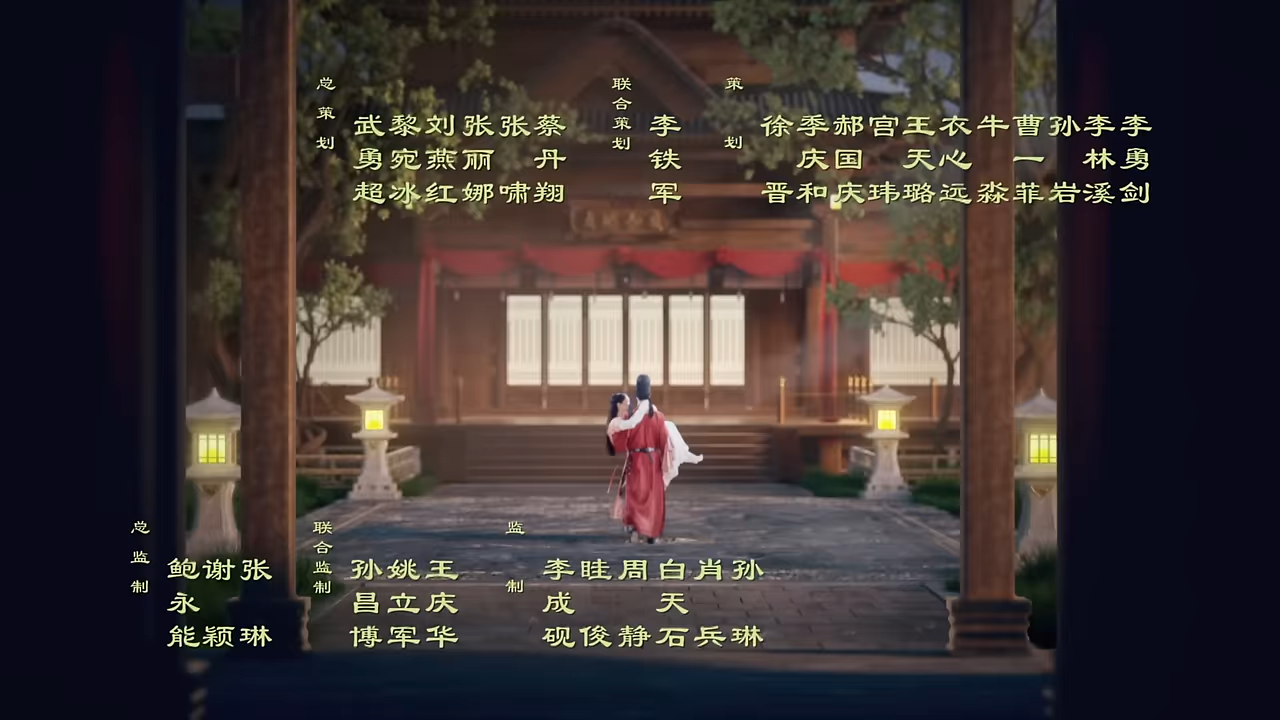 总策划
武勇超
黎宛冰
刘燕红
张丽娜
张啸
蔡丹翔
联合策划
李铁军
策划
徐晋
季庆和
郝国庆
宫玮
王天璐
衣心远
牛淼
曹一菲
孙岩
李林溪
李勇剑
总监制
鲍永能
谢颖
张琳
联合监制
孙昌博
姚立军
王庆华
监制
李成砚
眭俊
周静
白天石
肖兵
孙琳